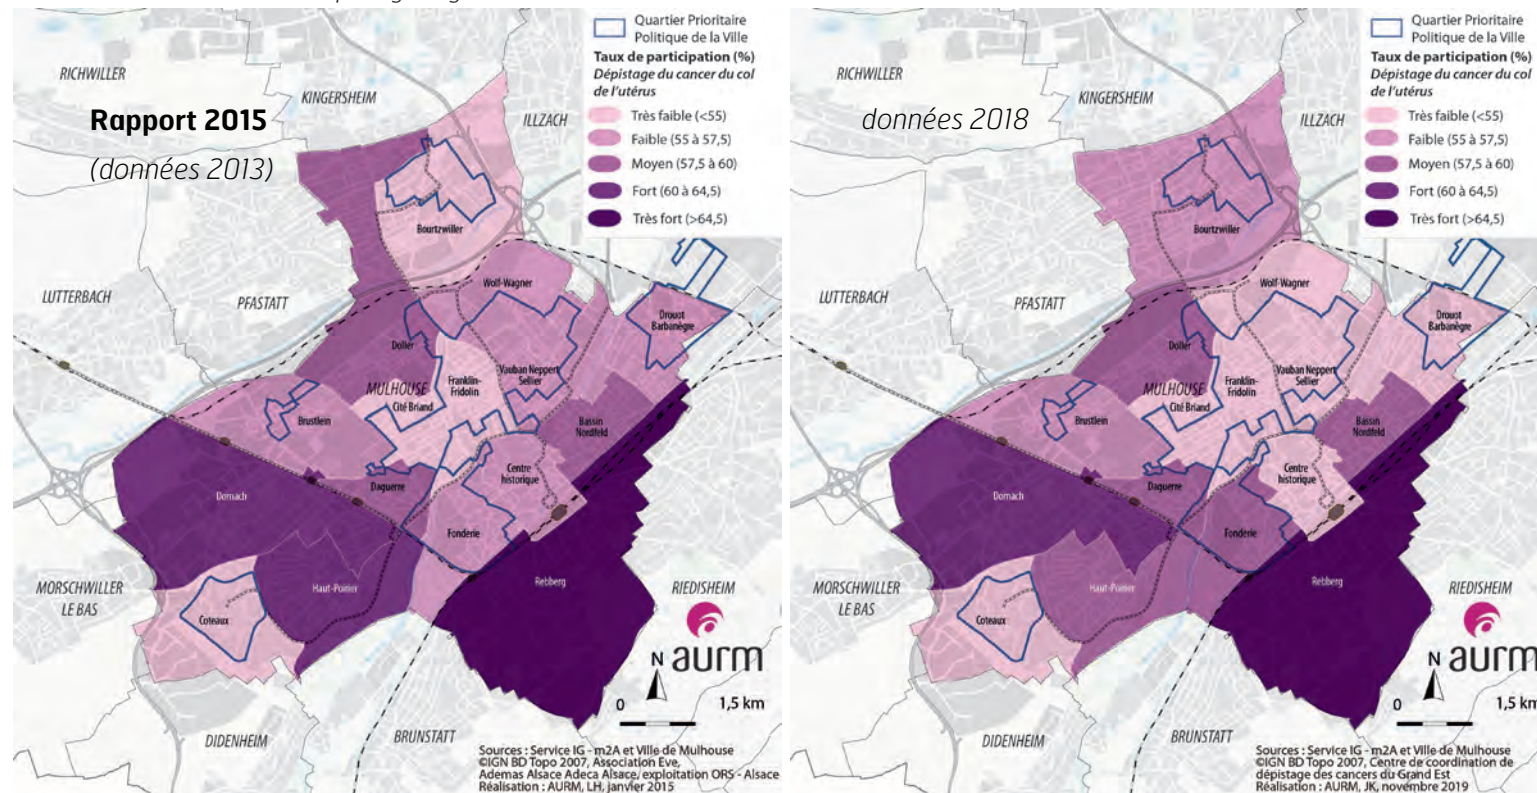 Quartier Prioritaire
Politique de la Ville
Taux de participation (%)
Dépistage du cancer du col
de l'utérus
Très faible (<55)
Faible (55 à 57,5)
Moyen (57,5 à 60)
Fort (60 à 64,5)
Très fort (>64,5)
Rapport 2015
(données 2013)
RICHWILLER
KINGERSHEIM
ILLZACH
Bourtzwiller
LUTTERBACH
PFASTATT
Wolf-Wagner
Drouot
Barbanègre
Doller
MULHOUSE
Franklin-
Fridolin
Vauban Neppert
Sellier
Cité Briand
Brustlein
Bassin
Nordfeld
Centre
historique
Daguerre
Dornach
Fonderie
Haut-Poirier
Rebberg
RIEDISHEIM
MORSCHWILLER
LE BAS
Coteaux
aurm
N
0
1,5 km
DIDENHEIM
BRUNSTATT
Sources : Service IG - m2A et Ville de Mulhouse
©IGN BD Topo 2007, Association Eve,
Ademas Alsace Adeca Alsace, exploitation ORS - Alsace
Réalisation : AURM, LH, janvier 2015
Quartier Prioritaire
Politique de la Ville
Taux de participation (%)
Dépistage du cancer du col
de l'utérus
Très faible (<55)
Faible (55 à 57,5)
Moyen (57,5 à 60)
Fort (60 à 64,5)
Très fort (>64,5)
données 2018
RICHWILLER
KINGERSHEIM
ILLZACH
Bourtzwiller
LUTTERBACH
PFASTATT
Wolf-Wagner
Drouot
Barbanègre
Doller
MULHOUSE
Franklin-
Fridolin
Vauban Neppert
Sellier
Cité Briand
Brustlein
Bassin
Nordfeld
Centre
historique
Daguerre
Dornach
Fonderie
Haut-Poirier
Rebberg
RIEDISHEIM
MORSCHWILLER
LE BAS
Coteaux
aurm
N
0
1,5 km
DIDENHEIM
BRUNSTATT
Sources : Service IG - m2A et Ville de Mulhouse
©IGN BD Topo 2007, Centre de coordination de
dépistage des cancers du Grand Est
Réalisation : AURM, JK, novembre 2019